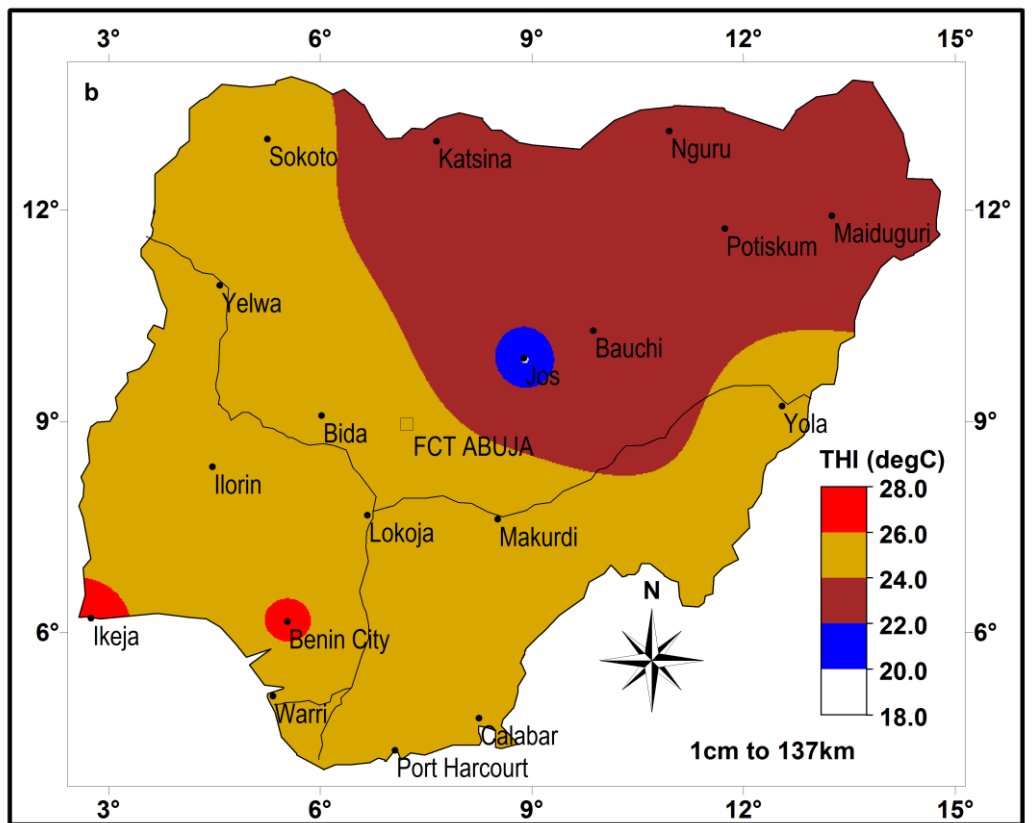 3° 6° 9° 12° 15°
b
Sokoto
Katsina
Nguru
12° 12°
Potiskum
Maiduguri
Yelwa
Bauchi
Jos
9° 9°
Bida
FCT ABUJA
Yola
Ilorin
THI (degC)
28.0
26.0
24.0
22.0
20.0
18.0
Lokoja
Makurdi
N
6° 6°
Ikeja
Benin City
Warri
Calabar
Port Harcourt
1cm to 137km
3° 6° 9° 12° 15°